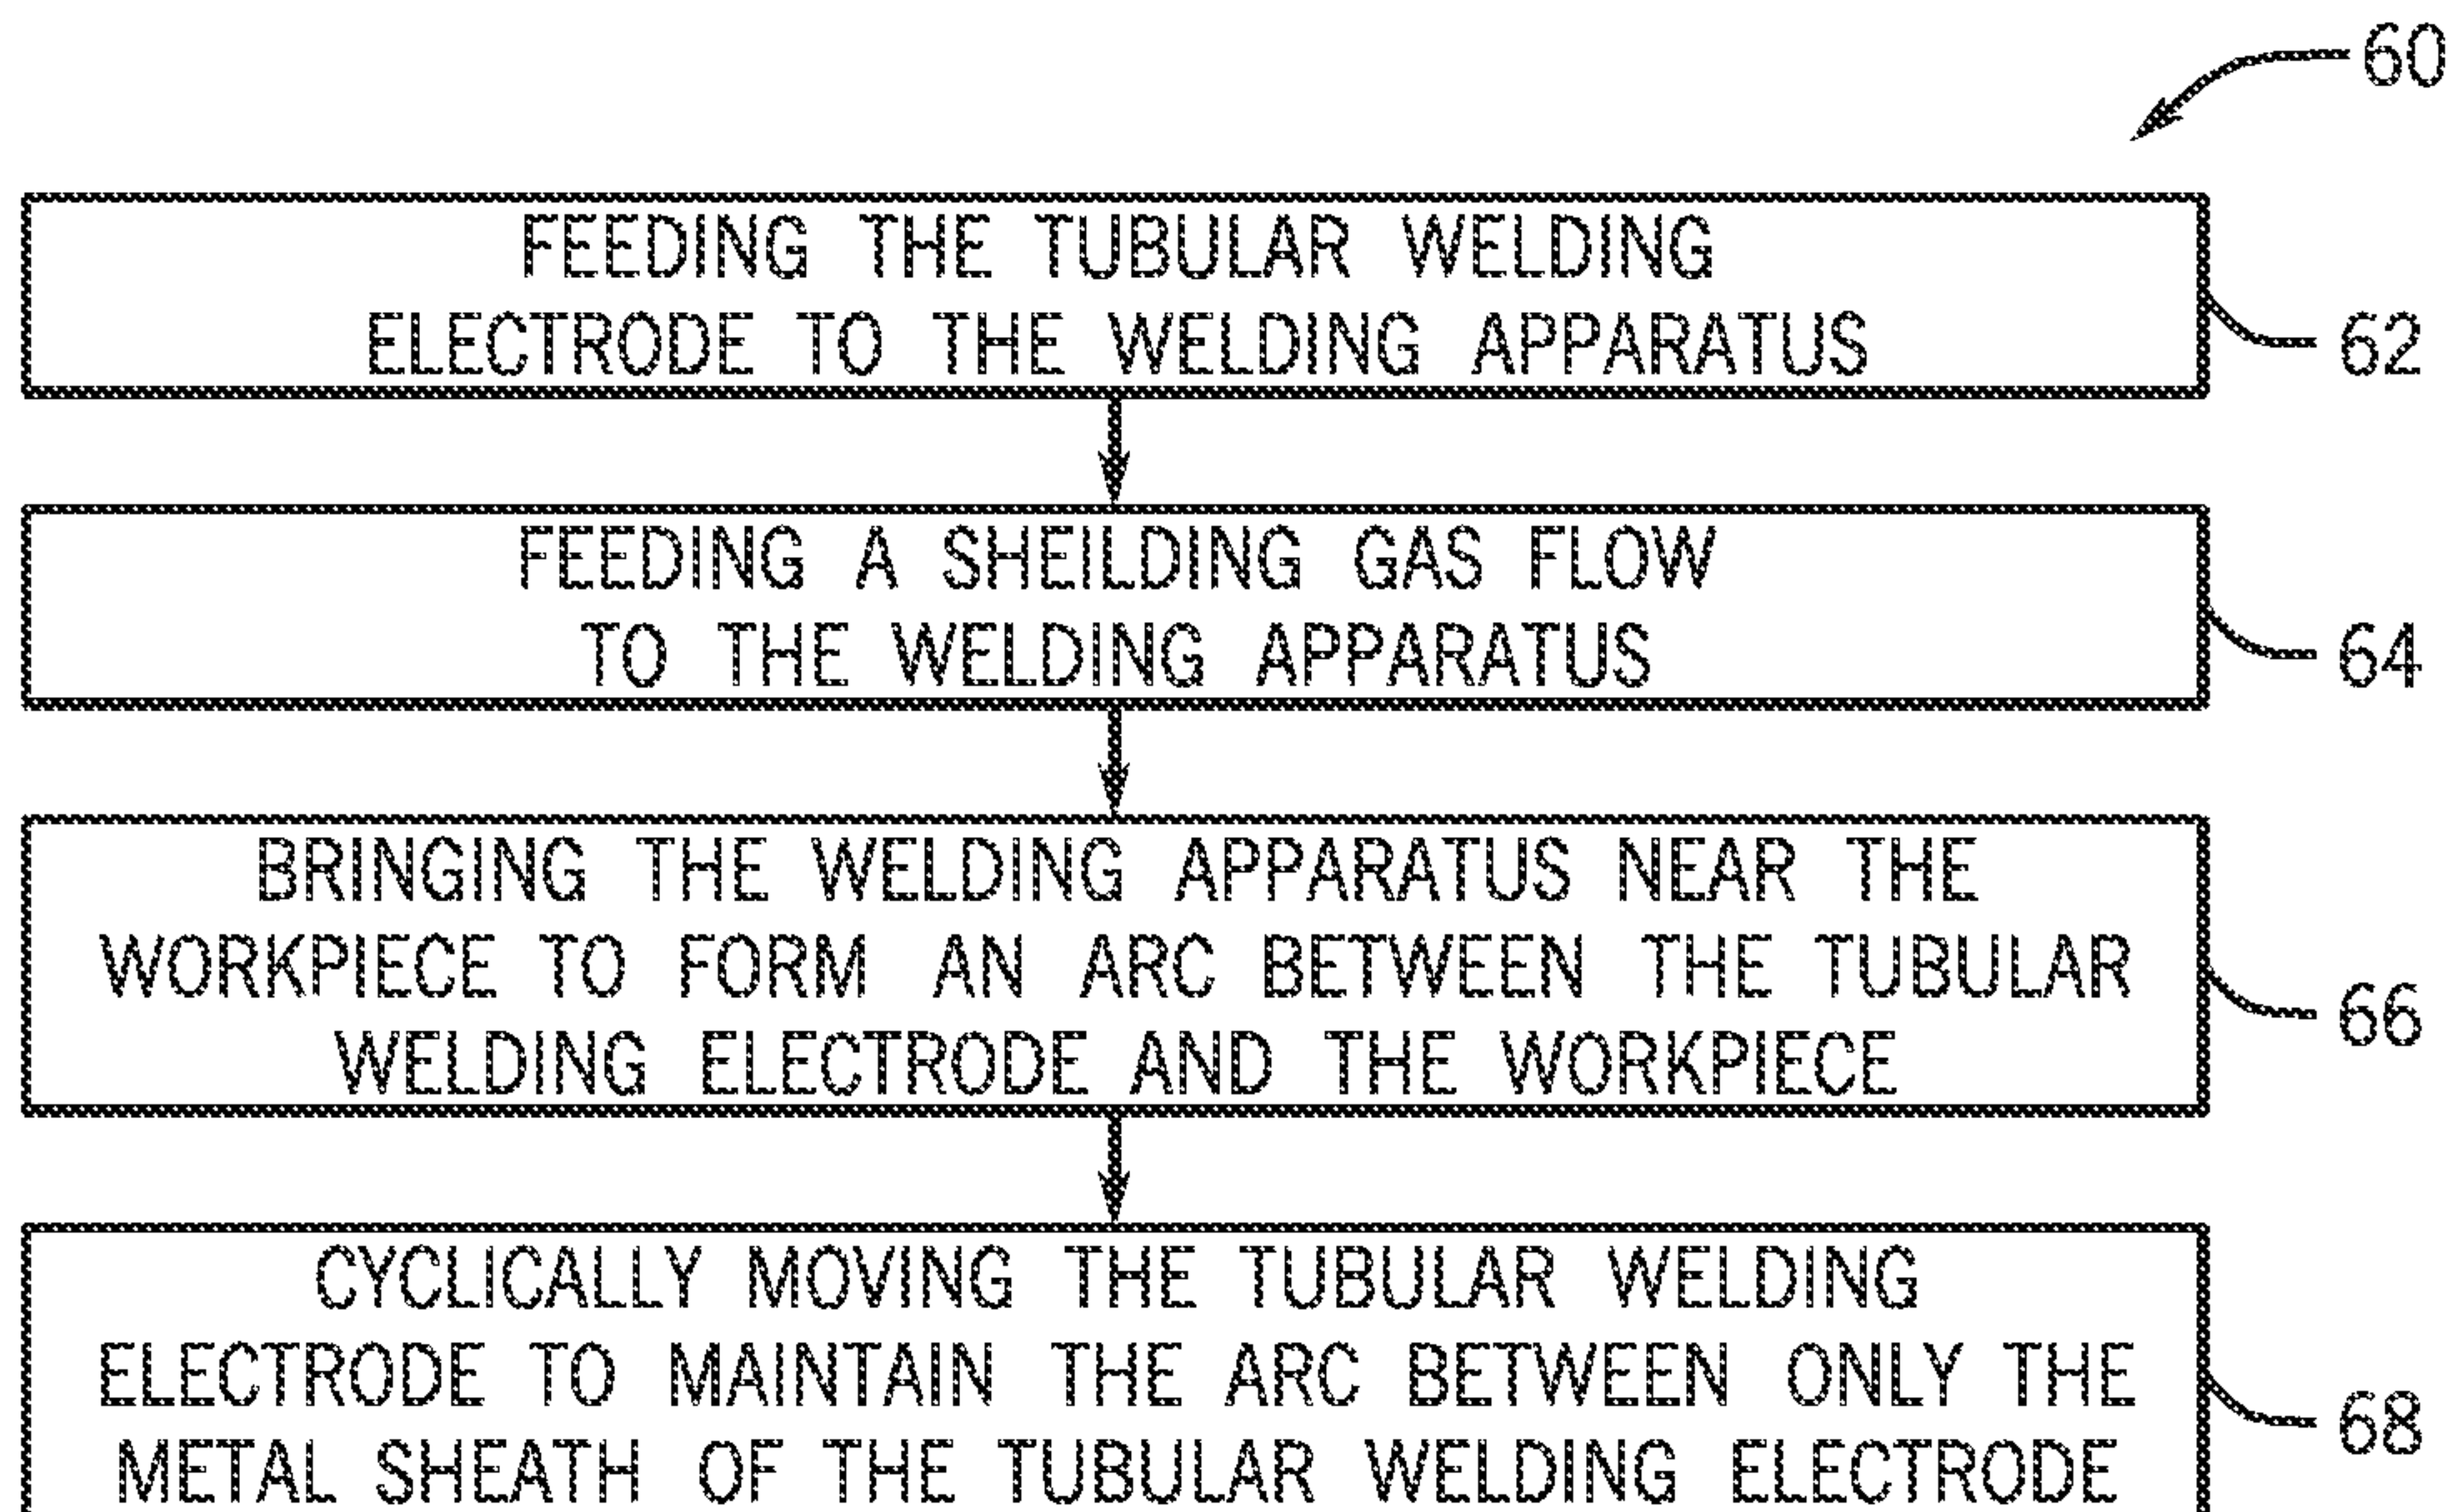 60
FEEDING THE TUBULAR WELDING
ELECTRODE TO THE WELDING APPARATUS
62
FEEDING A SHEILDING GAS FLOW
TO THE WELDING APPARATUS
64
BRINGING THE WELDING APPARATUS NEAR THE
WORKPIECE TO FORM AN ARC BETWEEN THE TUBULAR
WELDING ELECTRODE AND THE WORKPIECE
66
CYCLICALLY MOVING THE TUBULAR WELDING
ELECTRODE TO MAINTAIN THE ARC BETWEEN ONLY THE
METAL SHEATH OF THE TUBULAR WELDING ELECTRODE
68